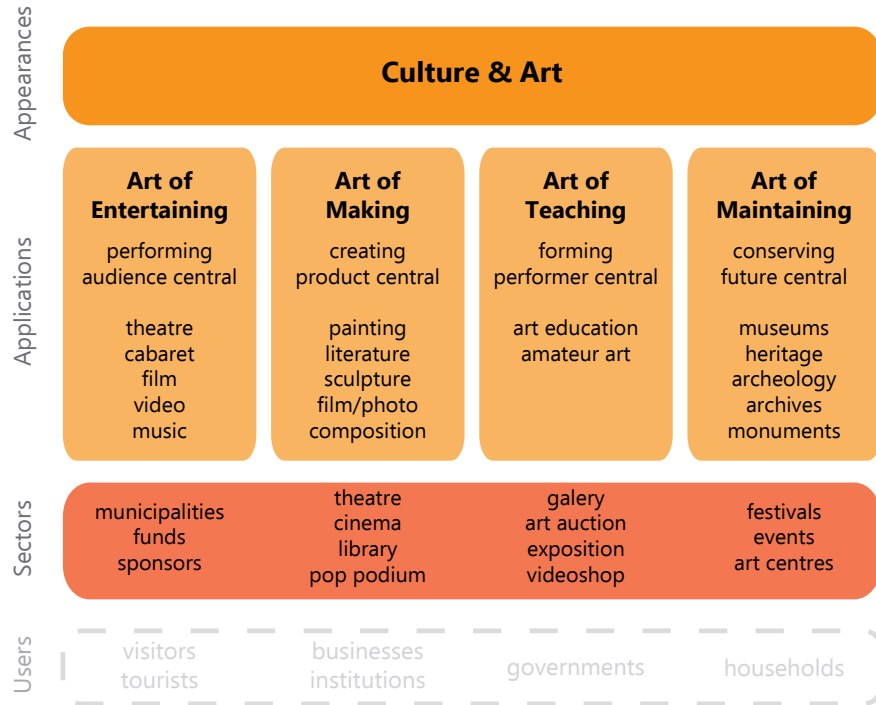 Appearances
Culture & Art
Applications
Art of
Entertaining
performing
audience central
theatre
cabaret
film
video
music
Art of
Making
creating
product central
painting
literature
sculpture
film/photo
composition
Art of
Teaching
forming
performer central
art education
amateur art
Art of
Maintaining
conserving
future central
museums
heritage
archeology
archives
monuments
Sectors
municipalities
funds
sponsors
theatre
cinema
library
pop podium
galery
art auction
exposition
videoshop
festivals
events
art centres
Users
visitors
tourists
businesses
institutions
governments
households